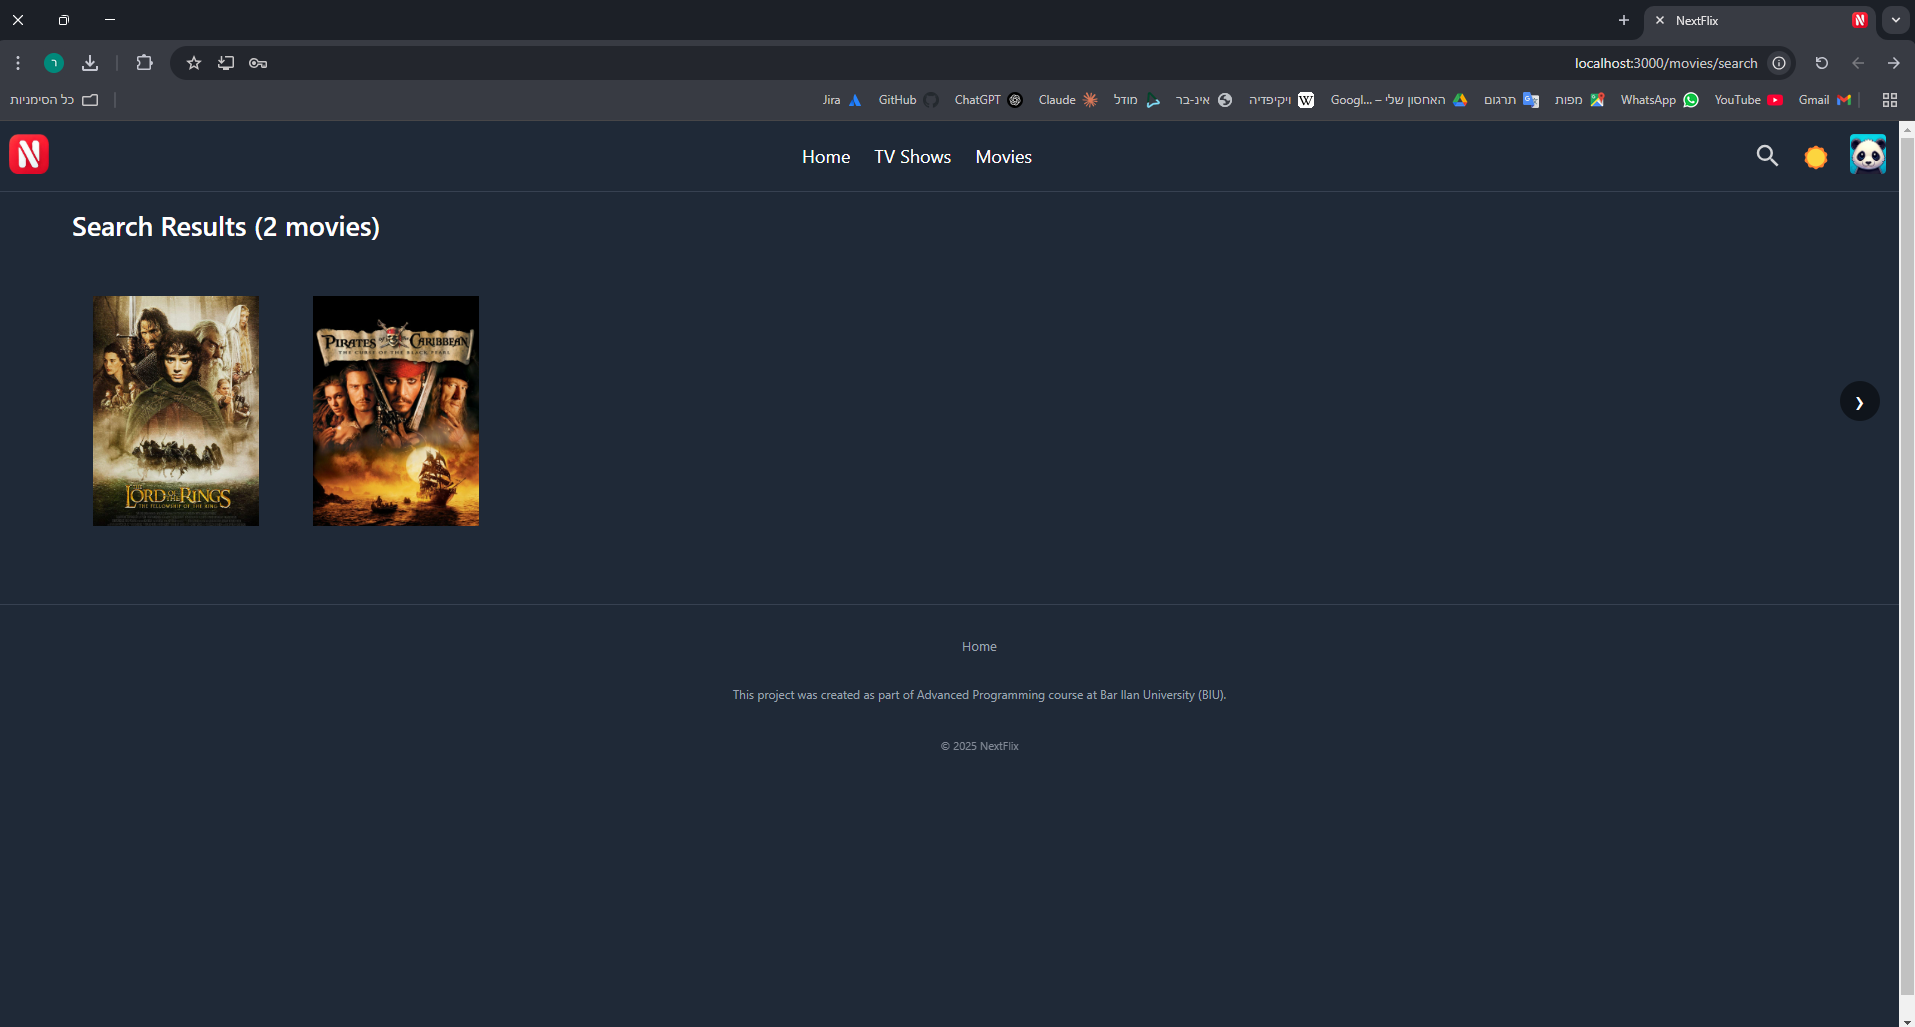 NextFlix
localhost:3000/movies/search
Gmail
YouTube
WhatsApp
מפות
תרגום
האחסון שלי – Googl...
ויקיפדיה
אינ-בר
מודל
Claude
ChatGPT
GitHub
Jira
כל הסימניות
Home TV Shows Movies
Search Results (2 movies)
THE
LORD OF THE RINGS
THE FELLOWSHIP OF THE RING
PIRATES of the CARIBBEAN
THE CURSE OF THE BLACK PEARL
Home
This project was created as part of Advanced Programming course at Bar Ilan University (BIU).
© 2025 NextFlix